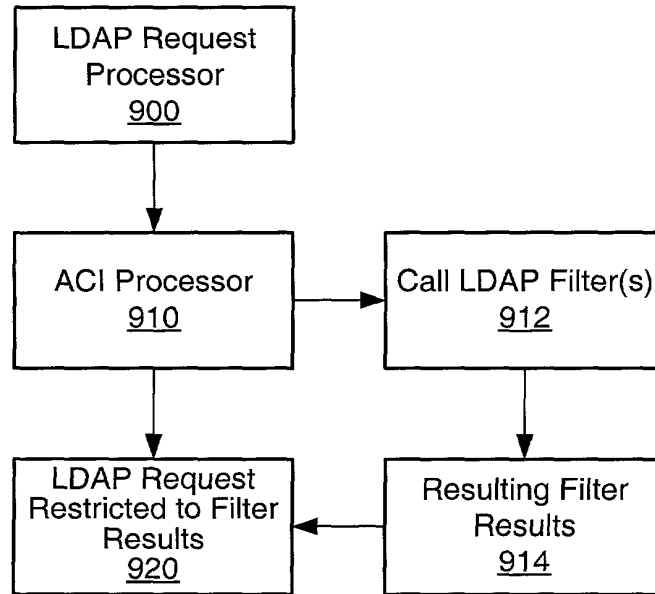 LDAP Request
Processor
900
ACI Processor
910
Call LDAP Filter(s)
912
LDAP Request
Restricted to Filter
Results
920
Resulting Filter
Results
914